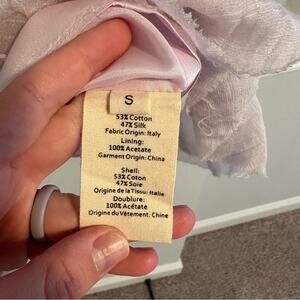 S
53% Cotton
47% Silk
Fabric Origin: Italy
Lining:
100% Acetate
Garment Origin: China
Shell:
53% Coton
47% Soie
Origine de la Tissu: Italie
Doublure:
100% Acétate
Origine du Vêtement: Chine